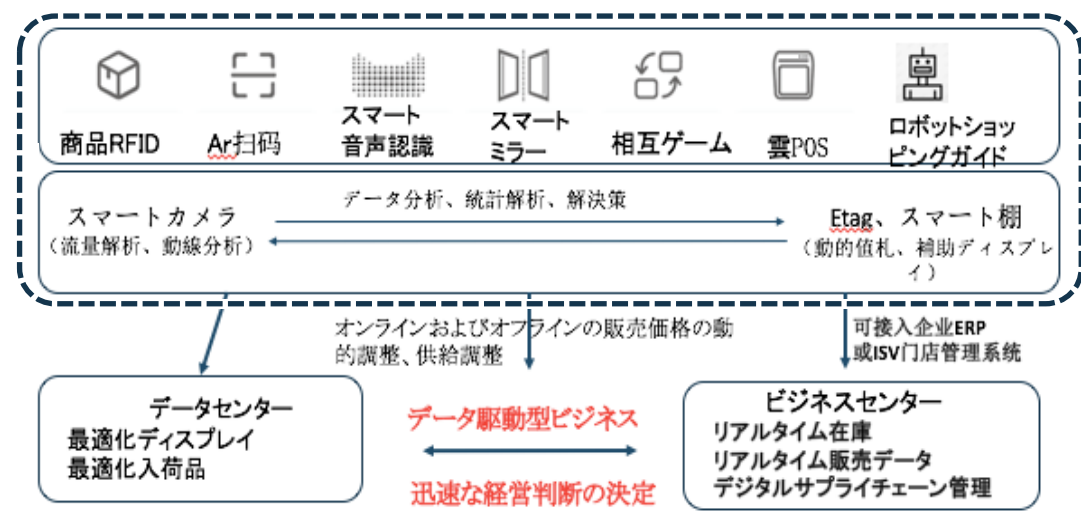 商品RFID
Ar扫码
スマート
音声認識
スマート
ミラー
相互ゲーム
雲POS
ロボットショッ
ピングガイド
データ分析、統計解析、解決策
スマートカメラ
(流量解析、動線分析)
Etag、スマート棚
(動的値札、補助ディスプレ
イ)
オンラインおよびオフラインの販売価格の動
的調整、供給調整
可接入企业ERP
或ISV门店管理系统
データセンター
最適化ディスプレイ
最適化入荷品
データ駆動型ビジネス
迅速な経営判断の決定
ビジネスセンター
リアルタイム在庫
リアルタイム販売データ
デジタルサプライチェーン管理